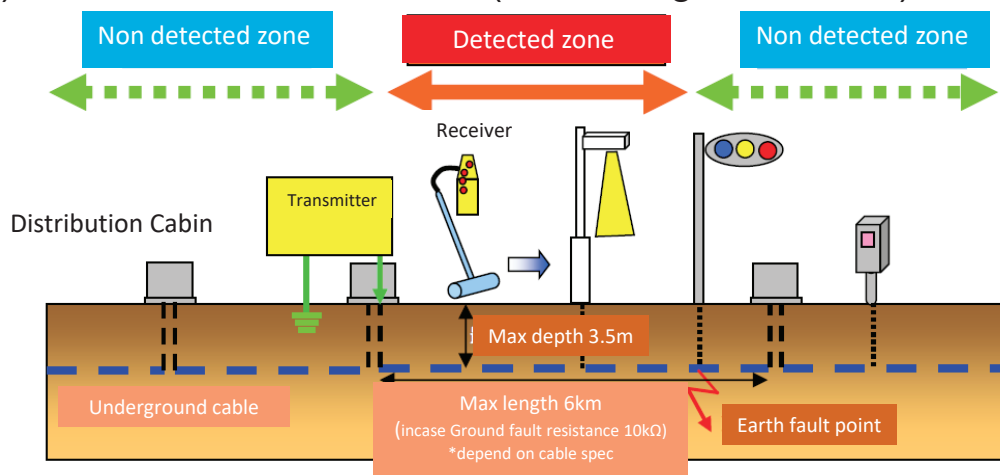 Non detected zone
Detected zone
Non detected zone
Receiver
Transmitter
Distribution Cabin
Max depth 3.5m
Underground cable
Max length 6km
(incase Ground fault resistance 10kΩ)
*depend on cable spec
Earth fault point